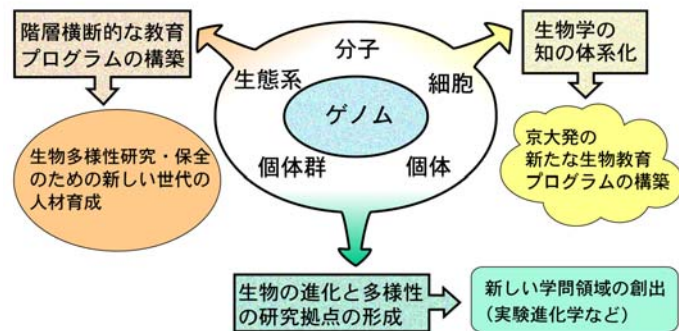 階層横断的な教育
プログラムの構築
生物多様性研究・保全
のための新しい世代の
人材育成
分子
生態系
細胞
ゲノム
個体群
個体
生物学の
知の体系化
京大発の
新たな生物教育
プログラムの構築
生物の進化と多様性
の研究拠点の形成
新しい学問領域の創出
（実験進化学など）